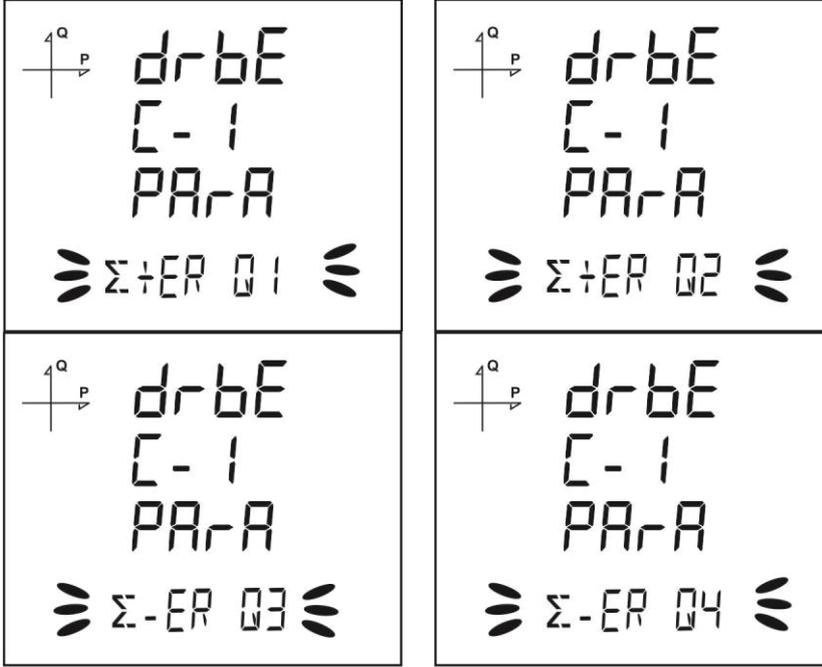 Q
P
drbE
C-1
PArA
Σ+ER Q1
Q
P
drbE
C-1
PArA
Σ+ER Q2
Q
P
drbE
C-1
PArA
Σ-ER Q3
Q
P
drbE
C-1
PArA
Σ-ER Q4